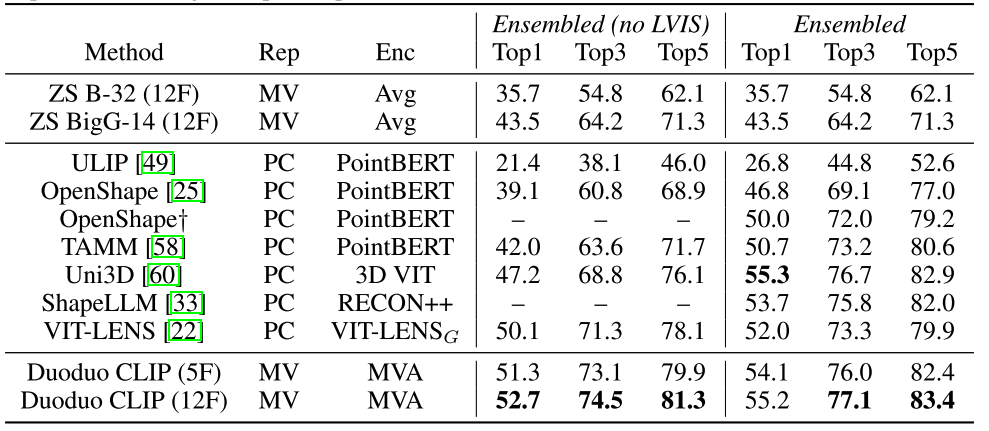 Ensembled (no LVIS) Ensembled
Method Rep Enc Top1 Top3 Top5 Top1 Top3 Top5
ZS B-32 (12F) MV Avg 35.7 54.8 62.1 35.7 54.8 62.1
ZS BigG-14 (12F) MV Avg 43.5 64.2 71.3 43.5 64.2 71.3
ULIP [49] PC PointBERT 21.4 38.1 46.0 26.8 44.8 52.6
OpenShape [25] PC PointBERT 39.1 60.8 68.9 46.8 69.1 77.0
OpenShape† PC PointBERT – – – 50.0 72.0 79.2
TAMM [58] PC PointBERT 42.0 63.6 71.7 50.7 73.2 80.6
Uni3D [60] PC 3D VIT 47.2 68.8 76.1 55.3 76.7 82.9
ShapeLLM [33] PC RECON++ – – – 53.7 75.8 82.0
VIT-LENS [22] PC VIT-LENSG 50.1 71.3 78.1 52.0 73.3 79.9
Duoduo CLIP (5F) MV MVA 51.3 73.1 79.9 54.1 76.0 82.4
Duoduo CLIP (12F) MV MVA 52.7 74.5 81.3 55.2 77.1 83.4